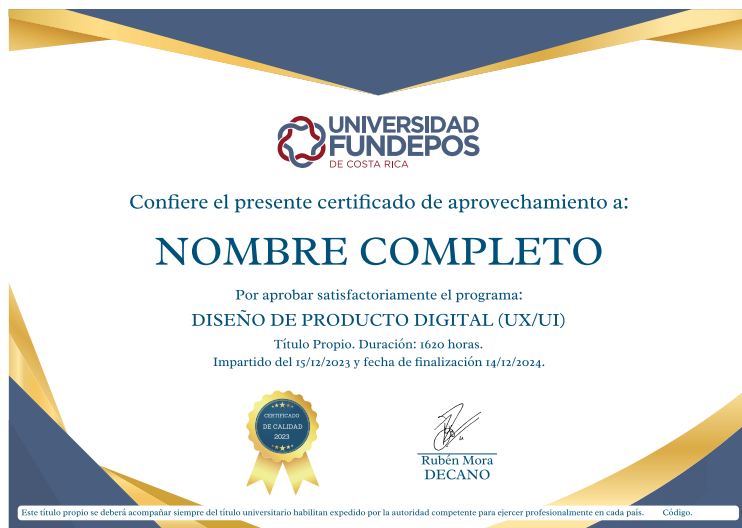 UNIVERSIDAD
FUNDEPOS
DE COSTA RICA
Confiere el presente certificado de aprovechamiento a:
NOMBRE COMPLETO
Por aprobar satisfactoriamente el programa:
DISEÑO DE PRODUCTO DIGITAL (UX/UI)
Título Propio. Duración: 1620 horas.
Impartido del 15/12/2023 y fecha de finalización 14/12/2024.
CERTIFICADO
DE CALIDAD
2023
Rubén Mora
DECANO
Este título propio se deberá acompañar siempre del título universitario habilitan expedido por la autoridad competente para ejercer profesionalmente en cada país. Código.